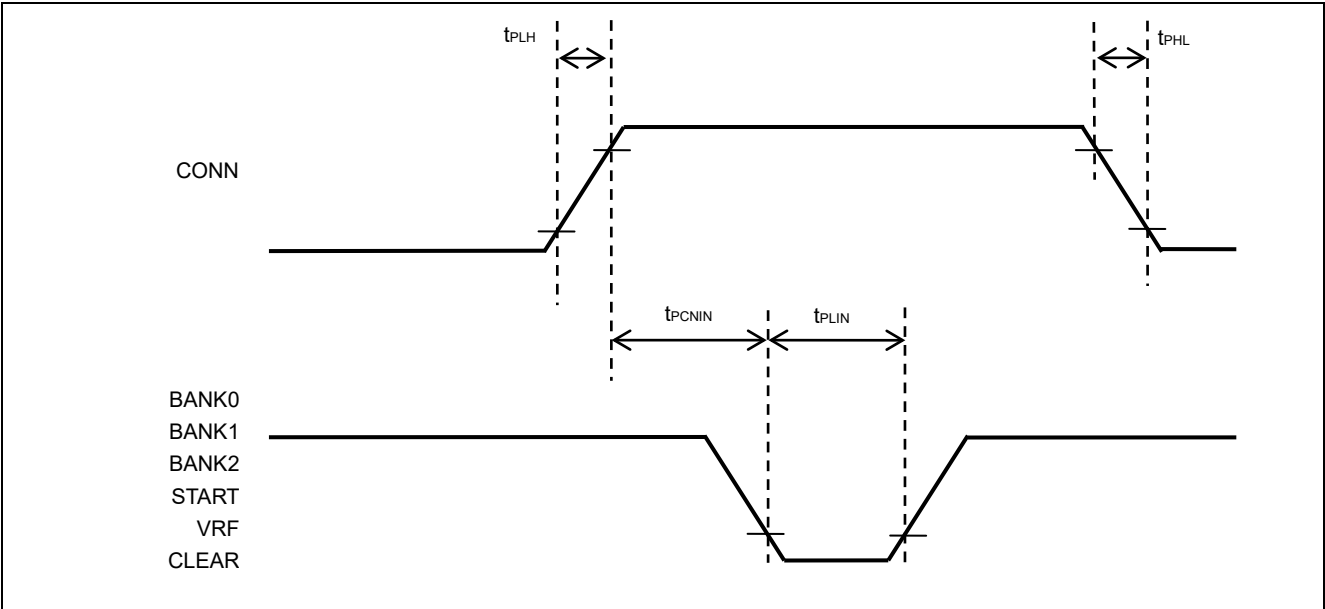 tPLH
tPHL
CONN
tPCNIN
tPLIN
BANK0
BANK1
BANK2
START
VRF
CLEAR